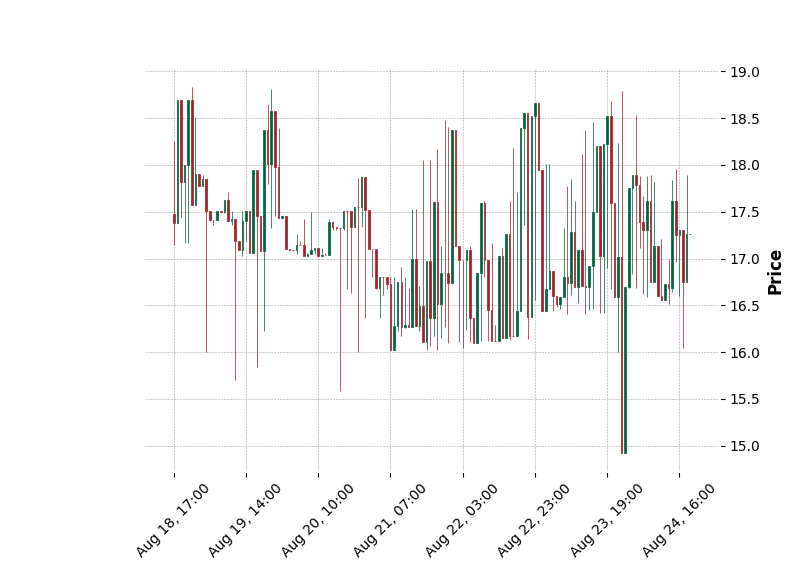 19.0
18.5
18.0
17.5
17.0
16.5
16.0
15.5
15.0
Price
Aug 18, 17:00
Aug 19, 14:00
Aug 20, 10:00
Aug 21, 07:00
Aug 22, 03:00
Aug 22, 23:00
Aug 23, 19:00
Aug 24, 16:00